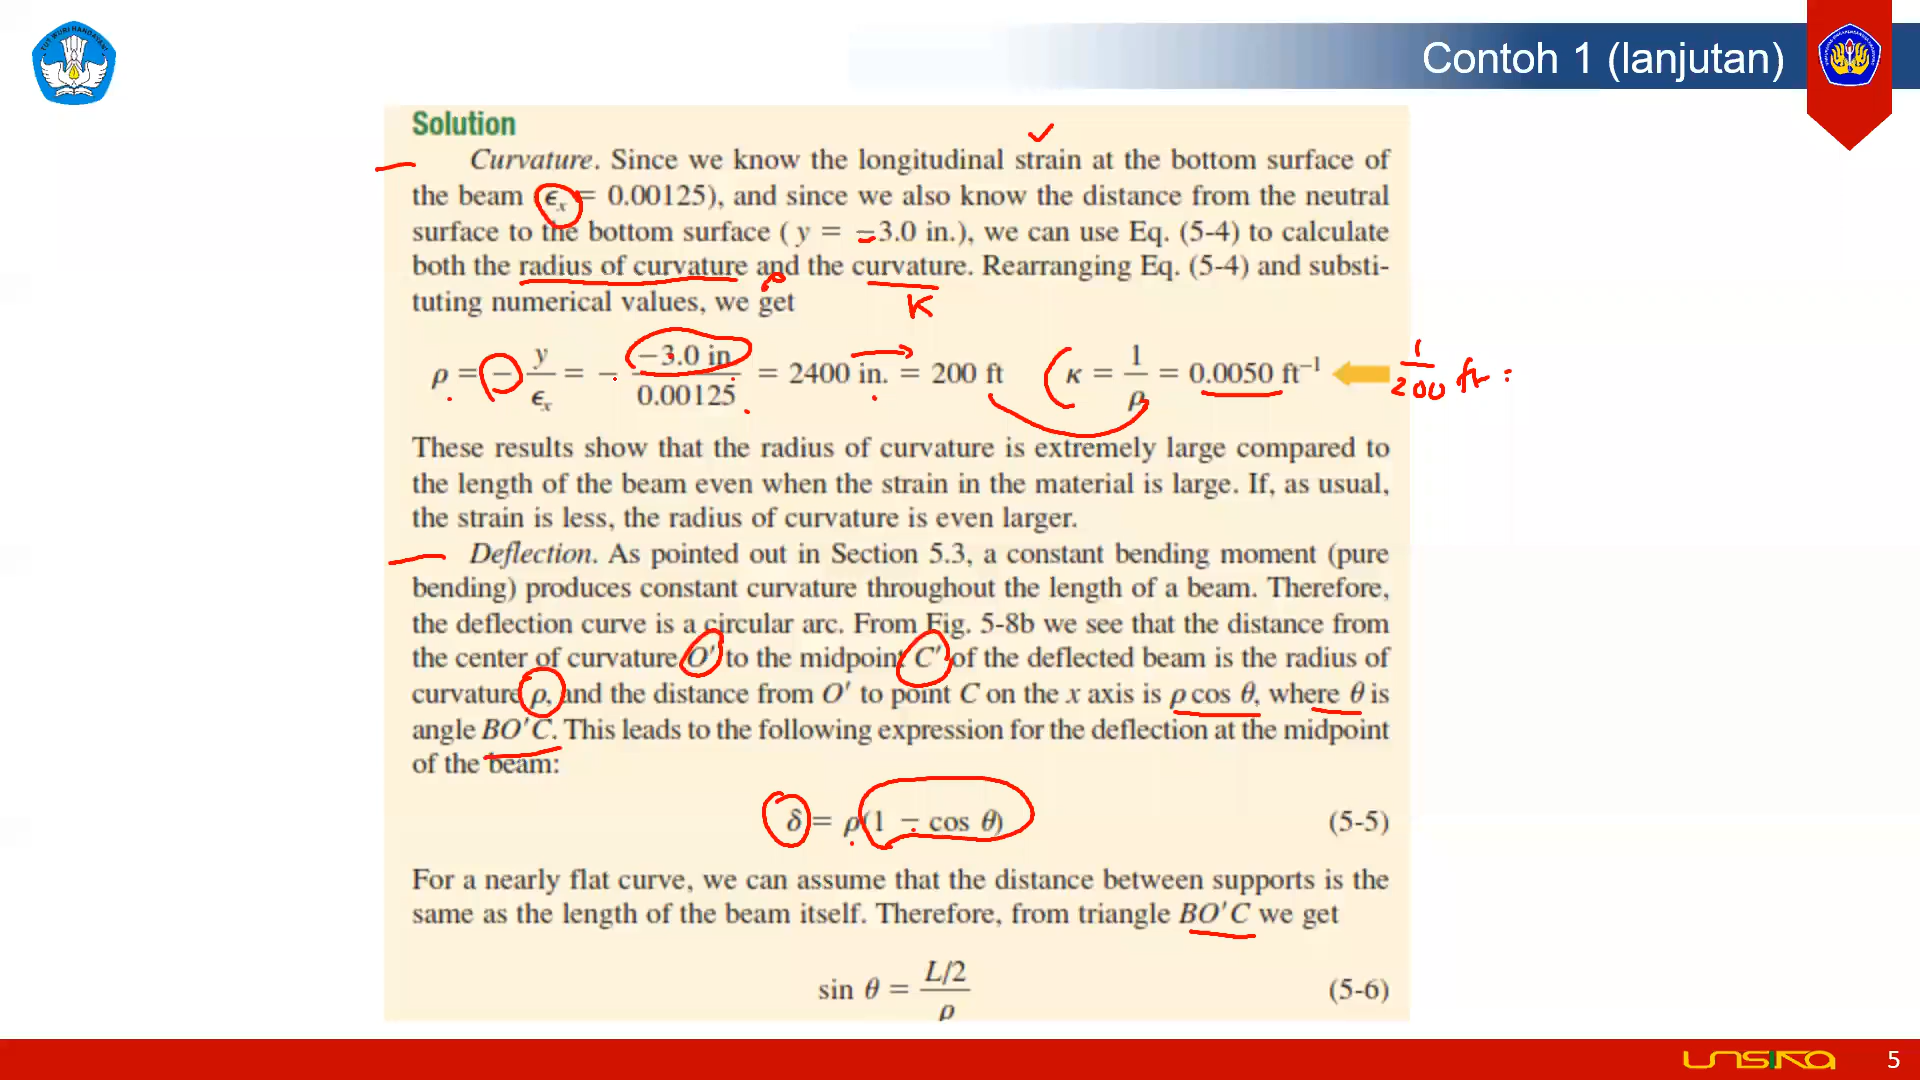 TUT WURI HANDAYANI
Contoh 1 (lanjutan)
Solution
Curvature. Since we know the longitudinal strain at the bottom surface of
the beam ϵx = 0.00125), and since we also know the distance from the neutral
surface to the bottom surface ( y = −3.0 in.), we can use Eq. (5-4) to calculate
both the radius of curvature and the curvature. Rearranging Eq. (5-4) and substi-
tuting numerical values, we get
ρ
K
ρ = − y/ϵx = − −3.0 in./0.00125 = 2400 in. = 200 ft κ = 1/ρ = 0.0050 ft⁻¹
1/200 ft :
These results show that the radius of curvature is extremely large compared to
the length of the beam even when the strain in the material is large. If, as usual,
the strain is less, the radius of curvature is even larger.
Deflection. As pointed out in Section 5.3, a constant bending moment (pure
bending) produces constant curvature throughout the length of a beam. Therefore,
the deflection curve is a circular arc. From Fig. 5-8b we see that the distance from
the center of curvature O′ to the midpoint C′ of the deflected beam is the radius of
curvature ρ, and the distance from O′ to point C on the x axis is ρ cos θ, where θ is
angle BO′C. This leads to the following expression for the deflection at the midpoint
of the beam:
δ = ρ(1 − cos θ) (5-5)
For a nearly flat curve, we can assume that the distance between supports is the
same as the length of the beam itself. Therefore, from triangle BO′C we get
sin θ = L/2/ρ (5-6)
UNSIKA
5